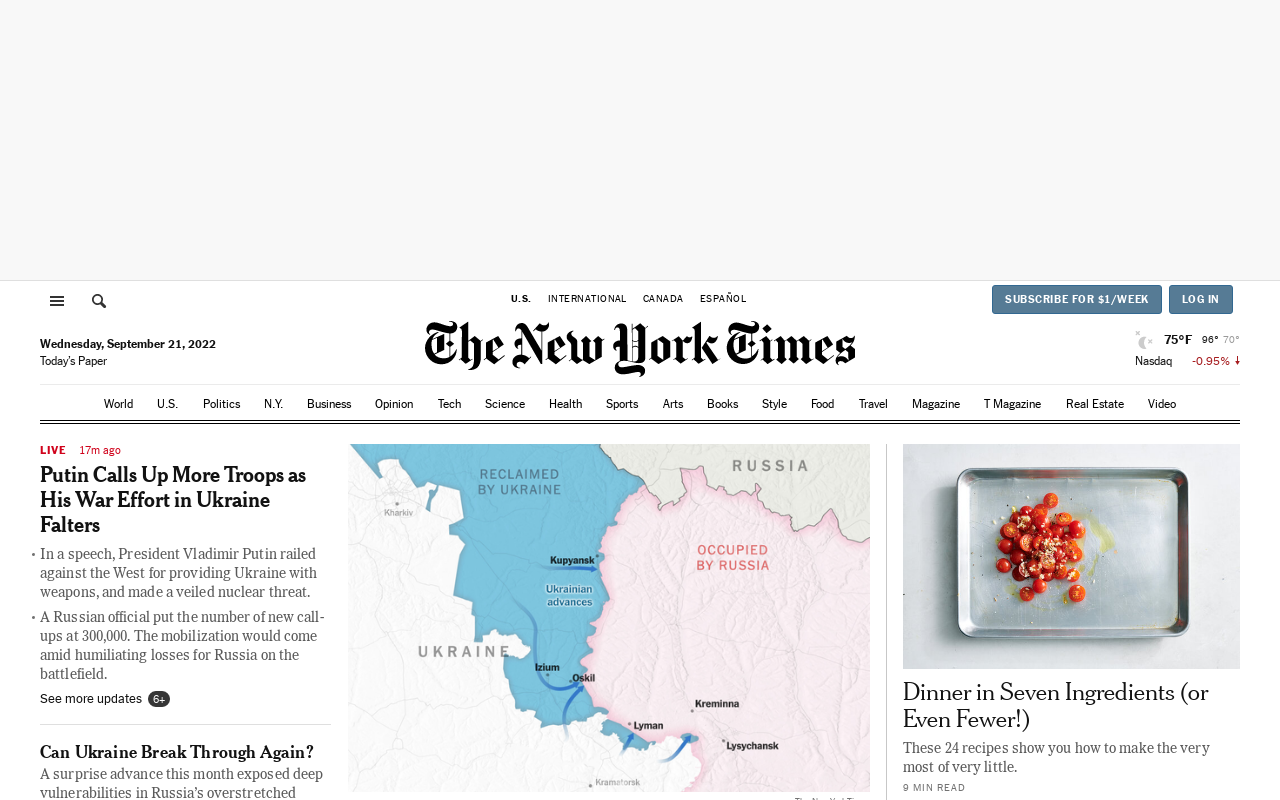 U.S. INTERNATIONAL CANADA ESPAÑOL
SUBSCRIBE FOR $1/WEEK LOG IN
The New York Times
Wednesday, September 21, 2022
Today's Paper
75°F 96° 70°
Nasdaq -0.95%
World U.S. Politics N.Y. Business Opinion Tech Science Health Sports Arts Books Style Food Travel Magazine T Magazine Real Estate Video
LIVE 17m ago
Putin Calls Up More Troops as
His War Effort in Ukraine
Falters
• In a speech, President Vladimir Putin railed
against the West for providing Ukraine with
weapons, and made a veiled nuclear threat.
• A Russian official put the number of new call-
ups at 300,000. The mobilization would come
amid humiliating losses for Russia on the
battlefield.
See more updates 6+
Can Ukraine Break Through Again?
A surprise advance this month exposed deep
vulnerabilities in Russia's overstretched
RUSSIA
RECLAIMED
BY UKRAINE
Kharkiv
OCCUPIED
BY RUSSIA
Kupyansk
Ukrainian
advances
UKRAINE
Izium
Oskil
Kreminna
Lyman
Lysychansk
Kramatorsk
Dinner in Seven Ingredients (or
Even Fewer!)
These 24 recipes show you how to make the very
most of very little.
9 MIN READ